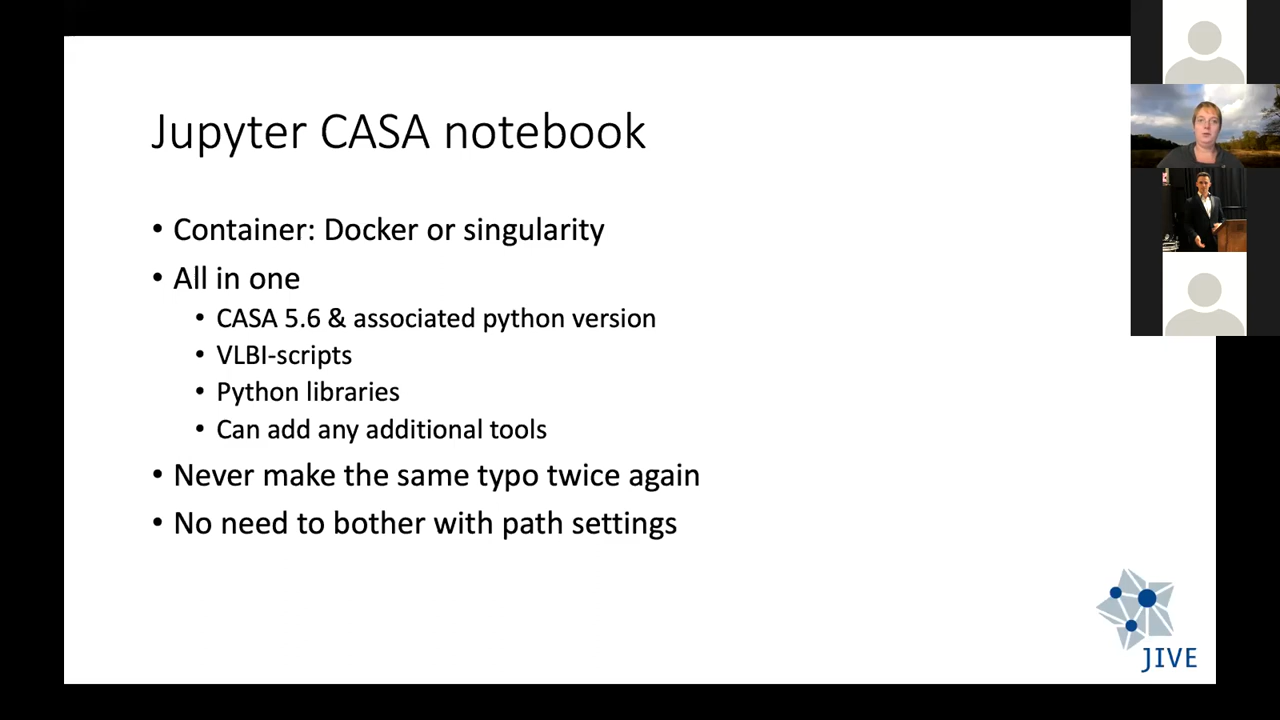 Jupyter CASA notebook
• Container: Docker or singularity
• All in one
• CASA 5.6 & associated python version
• VLBI-scripts
• Python libraries
• Can add any additional tools
• Never make the same typo twice again
• No need to bother with path settings
JIVE